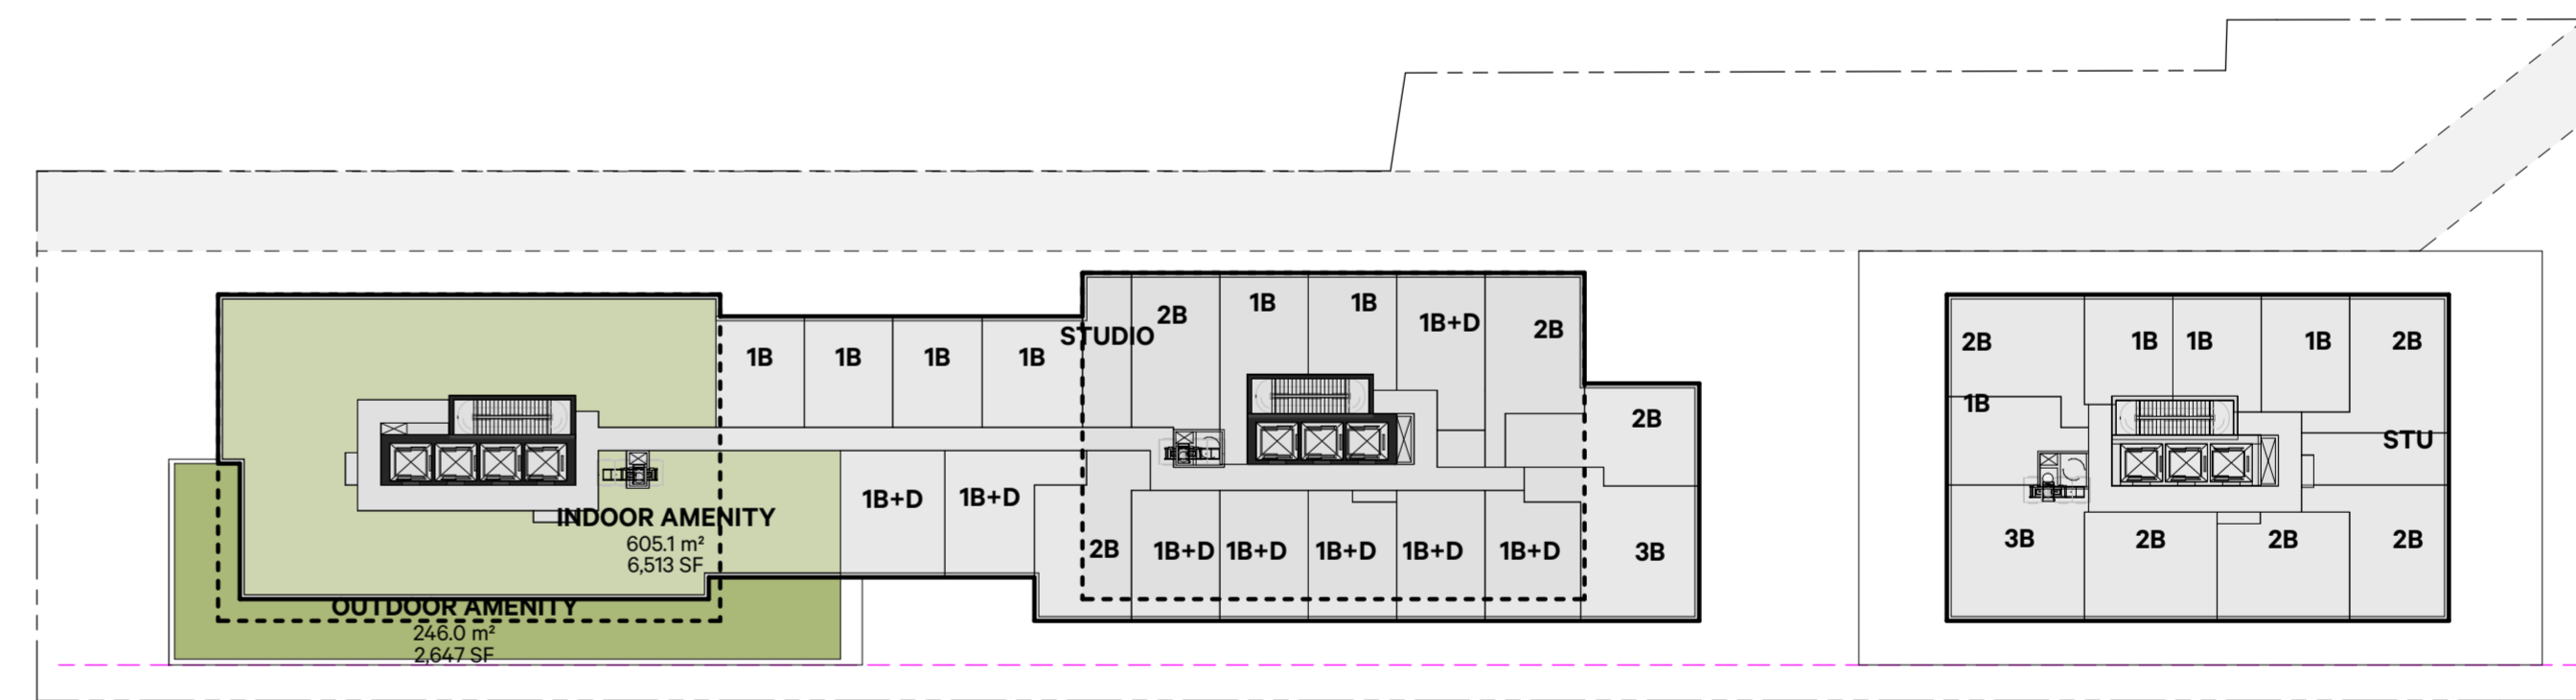 STUDIO
2B
1B
1B
1B+D
2B
1B
1B
1B
1B
2B
1B+D
1B+D
INDOOR AMENITY
605.1 m²
6,513 SF
2B
1B+D
1B+D
1B+D
1B+D
1B+D
3B
OUTDOOR AMENITY
246.0 m²
2,647 SF
2B
1B
1B
1B
2B
1B
STU
3B
2B
2B
2B